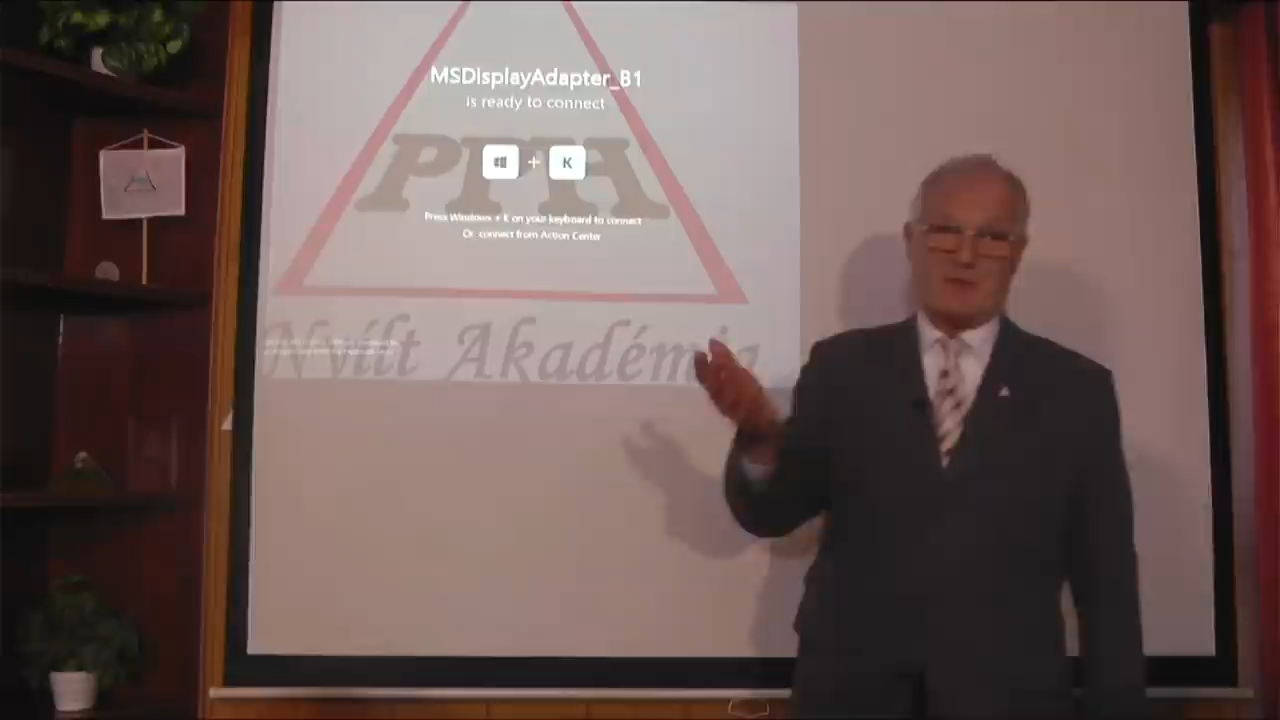 MSDisplayAdapter_B1
is ready to connect
+ K
PTA
Press Windows + K on your keyboard to connect
Or, connect from Action Center
Nyílt Akadémia